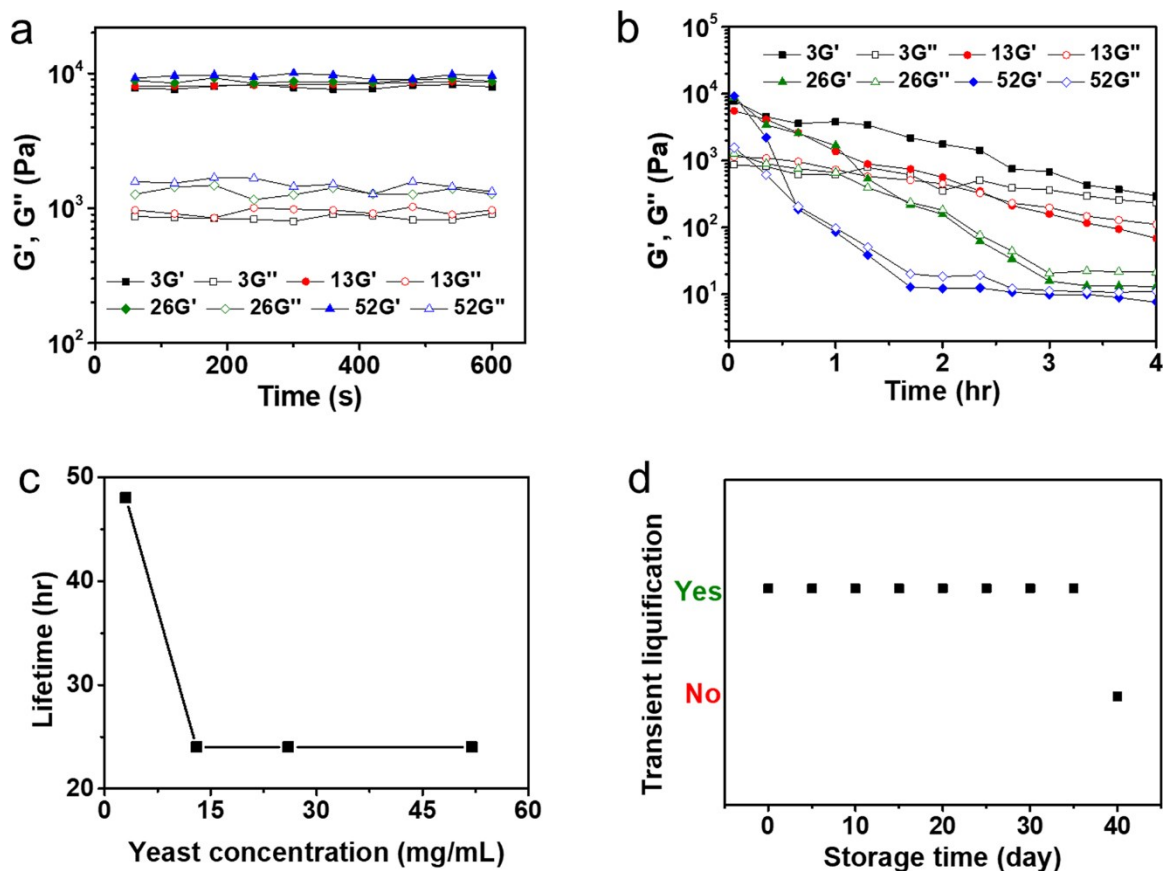 a
10⁴
10³
10²
G', G'' (Pa)
3G' 3G'' 13G' 13G''
26G' 26G'' 52G' 52G''
0 200 400 600
Time (s)
b
10⁵
10⁴
10³
10²
10¹
G', G'' (Pa)
3G' 3G'' 13G' 13G''
26G' 26G'' 52G' 52G''
0 1 2 3 4
Time (hr)
c
50
40
30
20
Lifetime (hr)
0 15 30 45 60
Yeast concentration (mg/mL)
d
Transient liquification
Yes
No
0 10 20 30 40
Storage time (day)